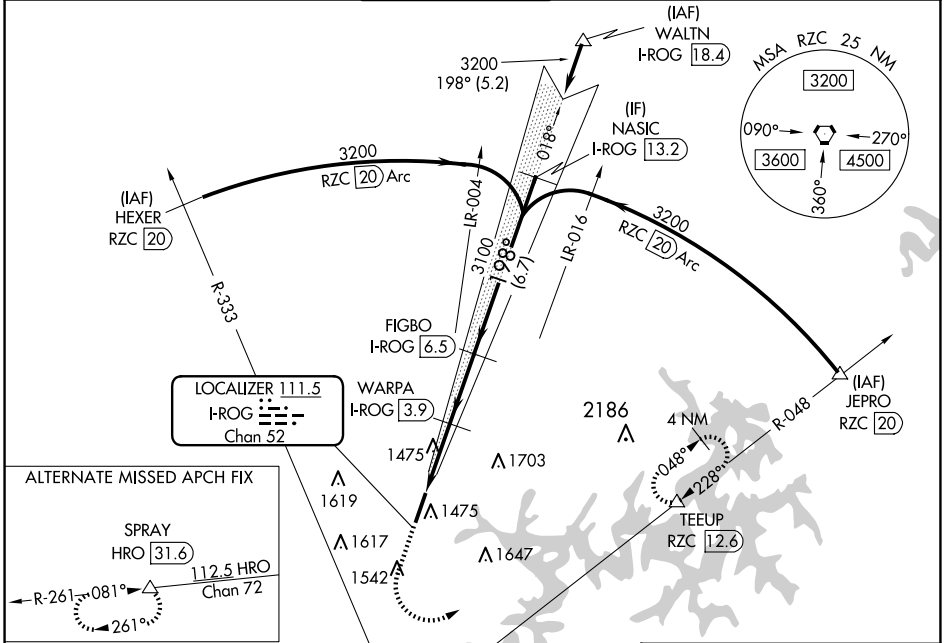 (IAF)
WALTN
I-ROG 18.4
3200
198° (5.2)
MSA RZC 25 NM
3200
090°
270°
3600
4500
360°
(IF)
NASIC
I-ROG 13.2
018°
3200
RZC 20 Arc
LR-004
(IAF)
HEXER
RZC 20
3100
198°
(6.7)
LR-016
3200
RZC 20 Arc
R-333
FIGBO
I-ROG 6.5
WARPA
I-ROG 3.9
LOCALIZER 111.5
I-ROG
Chan 52
(IAF)
JEPRO
RZC 20
R-048
2186
4 NM
048°
228°
TEEUP
RZC 12.6
1475
1703
1619
1475
1617
1542
1647
ALTERNATE MISSED APCH FIX
SPRAY
HRO 31.6
112.5 HRO
Chan 72
R-261
081°
261°